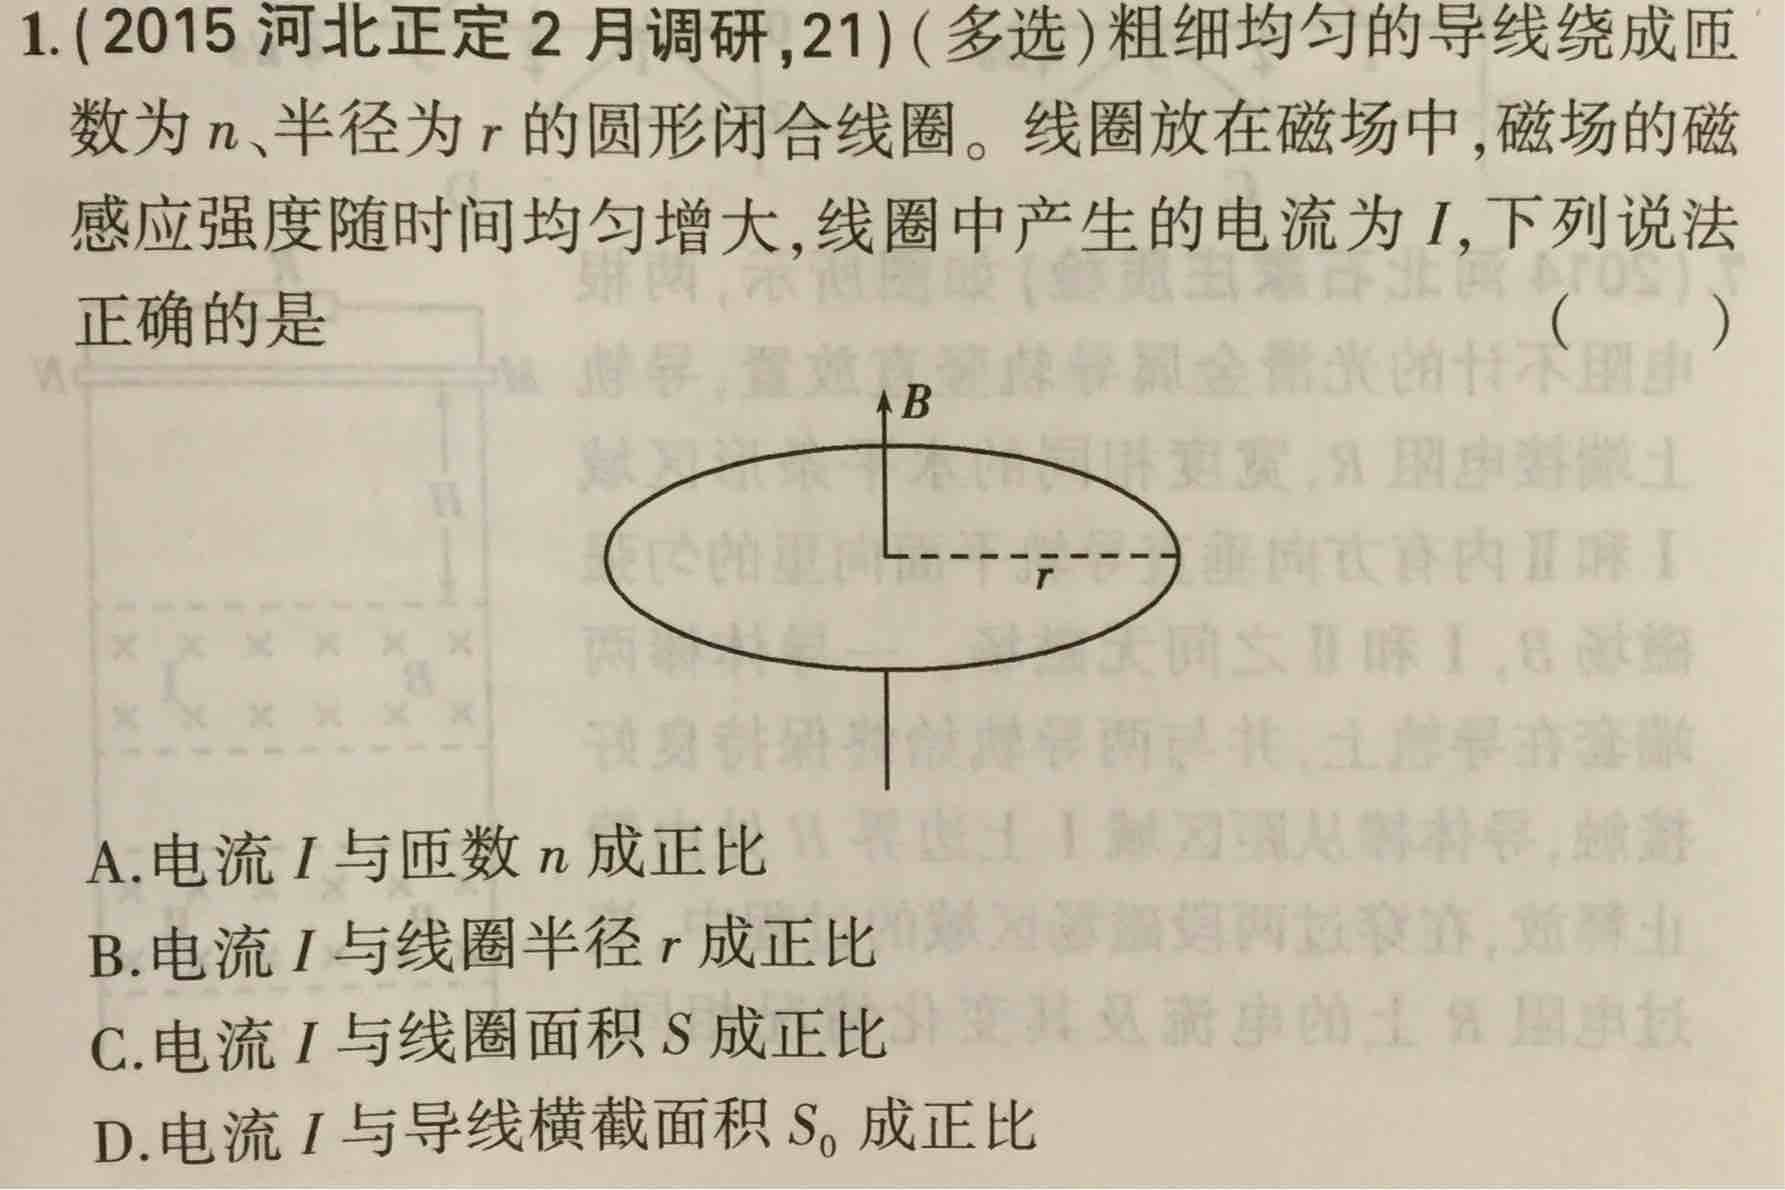 1.(2015 河北正定 2 月调研,21)(多选)粗细均匀的导线绕成匝
数为 n、半径为 r 的圆形闭合线圈。线圈放在磁场中,磁场的磁
感应强度随时间均匀增大,线圈中产生的电流为 I,下列说法
正确的是 (    )
B
r
A.电流 I 与匝数 n 成正比
B.电流 I 与线圈半径 r 成正比
C.电流 I 与线圈面积 S 成正比
D.电流 I 与导线横截面积 S₀ 成正比